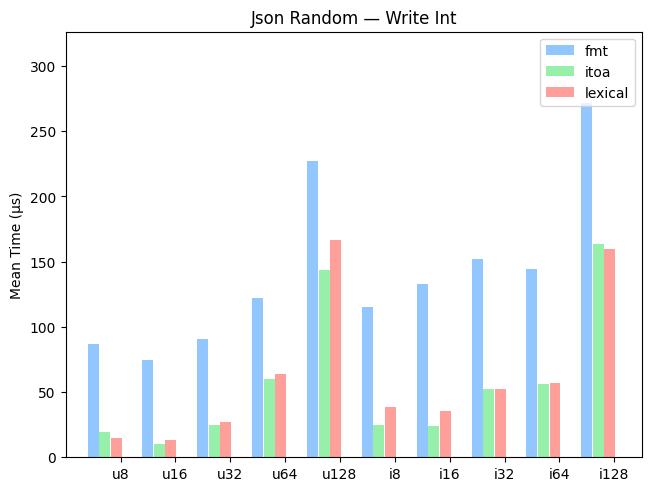 Json Random — Write Int
fmt
itoa
lexical
Mean Time (µs)
300
250
200
150
100
50
0
u8 u16 u32 u64 u128 i8 i16 i32 i64 i128